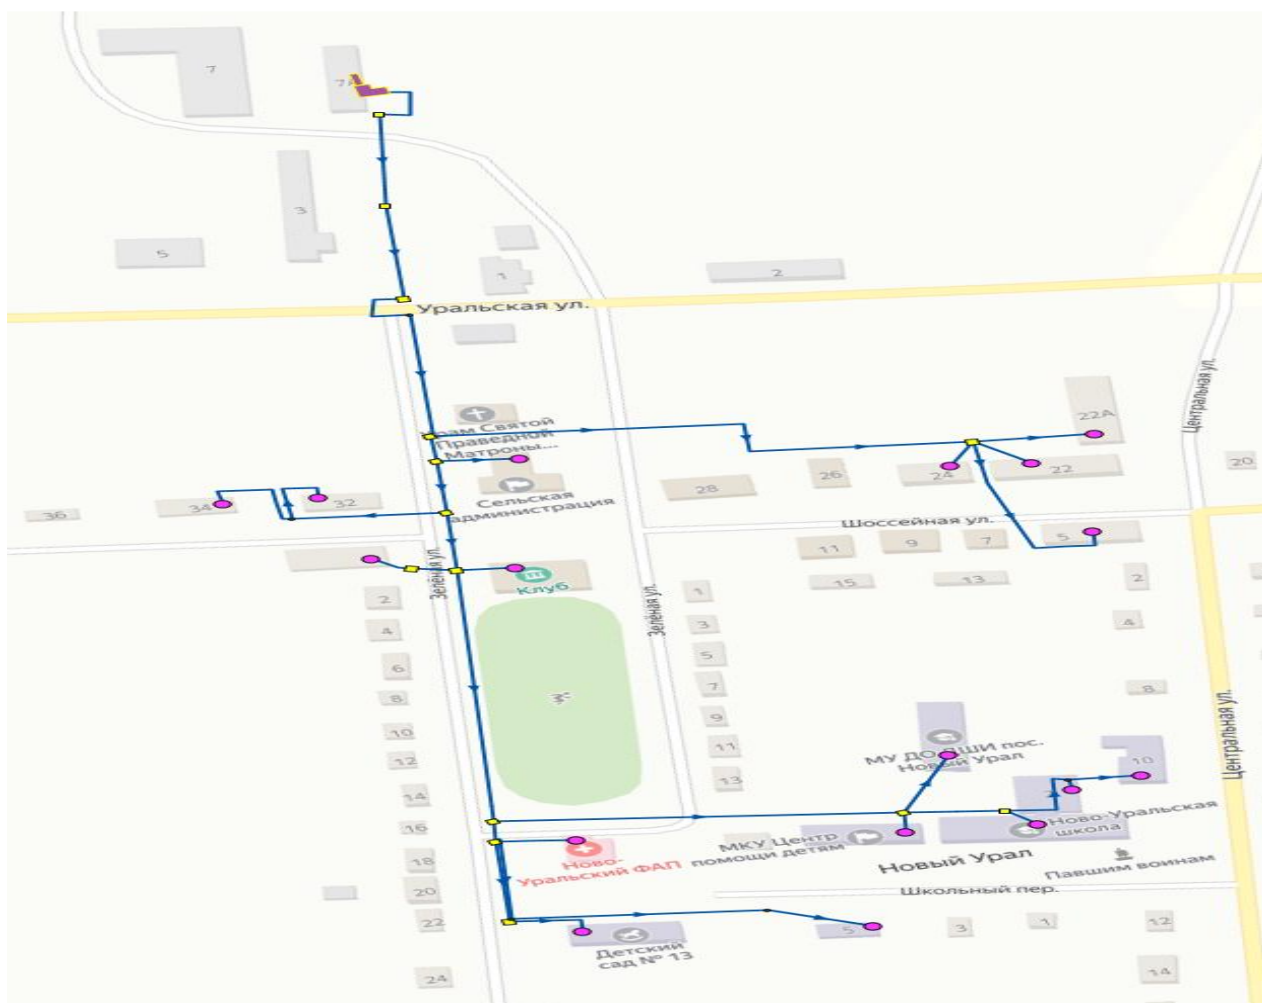 7
7А
3
5
1
2
Уральская ул.
Храм Святой
Праведной
Матроны...
22А
Центральная ул.
20
24
22
26
28
34
32
36
Сельская
администрация
Шоссейная ул.
5
11
9
7
15
13
2
Зелёная ул.
Клуб
2
4
6
8
10
12
14
16
18
20
22
24
Зелёная ул.
1
3
5
7
9
11
13
4
8
Центральная ул.
МУ ДО ДШИ пос.
Новый Урал
10
Ново-Уральская
школа
МКУ Центр
помощи детям
Новый Урал
Павшим воинам
Ново-
Уральский ФАП
Школьный пер.
Детский
сад № 13
5
3
1
12
14